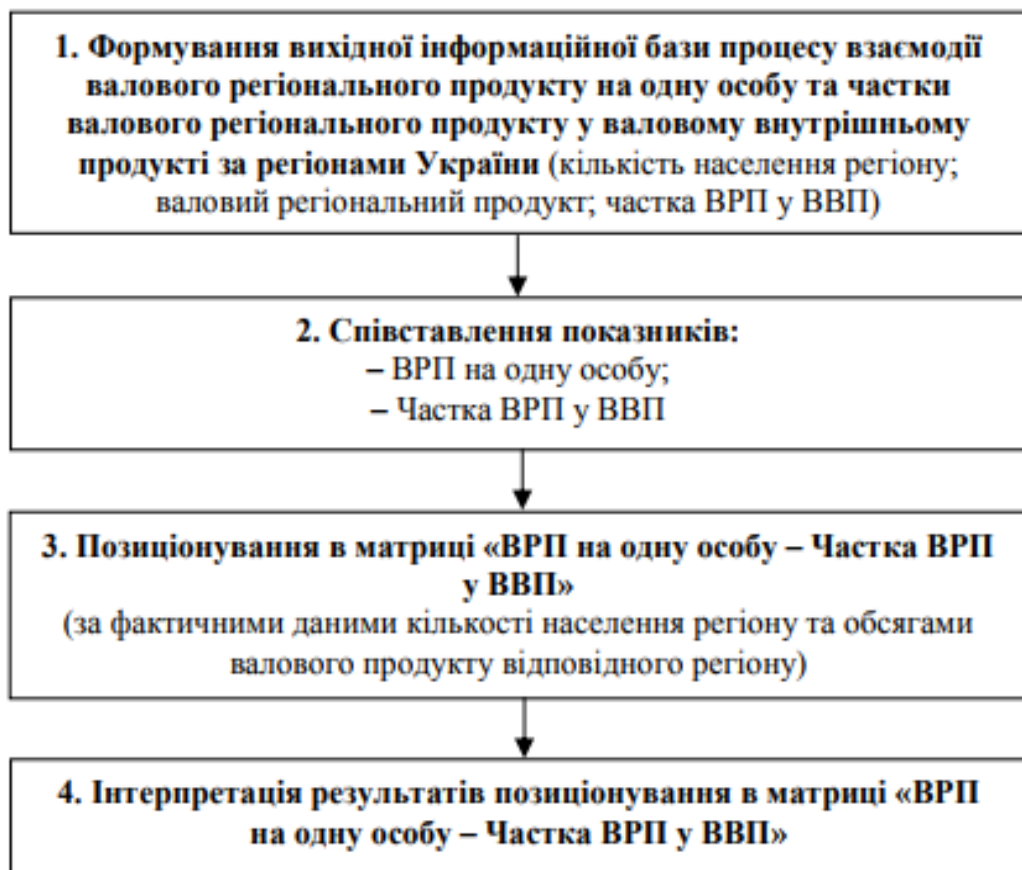 1. Формування вихідної інформаційної бази процесу взаємодії
валового регіонального продукту на одну особу та частки
валового регіонального продукту у валовому внутрішньому
продукті за регіонами України (кількість населення регіону;
валовий регіональний продукт; частка ВРП у ВВП)
2. Співставлення показників:
– ВРП на одну особу;
– Частка ВРП у ВВП
3. Позиціонування в матриці «ВРП на одну особу – Частка ВРП
у ВВП»
(за фактичними даними кількості населення регіону та обсягами
валового продукту відповідного регіону)
4. Інтерпретація результатів позиціонування в матриці «ВРП
на одну особу – Частка ВРП у ВВП»